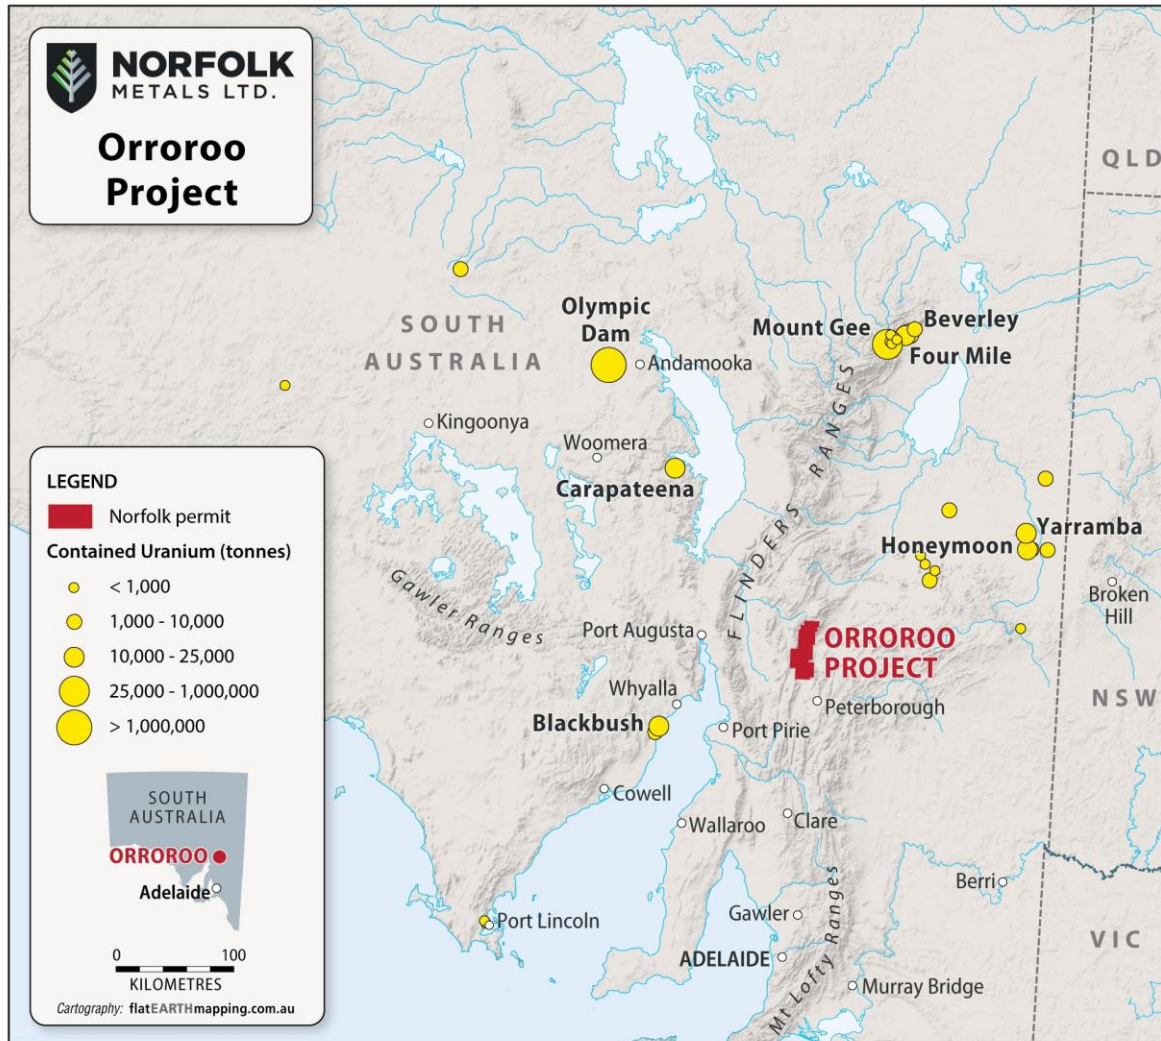 NORFOLK
METALS LTD.
Orroroo
Project
QLD
SOUTH
AUSTRALIA
Olympic
Dam
Andamooka
Mount Gee
Beverley
Four Mile
Kingoonya
Woomera
Carapateena
FLINDERS RANGES
Yarramba
Honeymoon
Broken
Hill
Gawler Ranges
Port Augusta
ORROROO
PROJECT
Whyalla
Peterborough
NSW
Blackbush
Port Pirie
Cowell
Wallaroo
Clare
Berri
Port Lincoln
Gawler
VIC
ADELAIDE
Mt Lofty Ranges
Murray Bridge
LEGEND
Norfolk permit
Contained Uranium (tonnes)
< 1,000
1,000 - 10,000
10,000 - 25,000
25,000 - 1,000,000
> 1,000,000
SOUTH
AUSTRALIA
ORROROO
Adelaide
0 100
KILOMETRES
Cartography: flatEARTHmapping.com.au